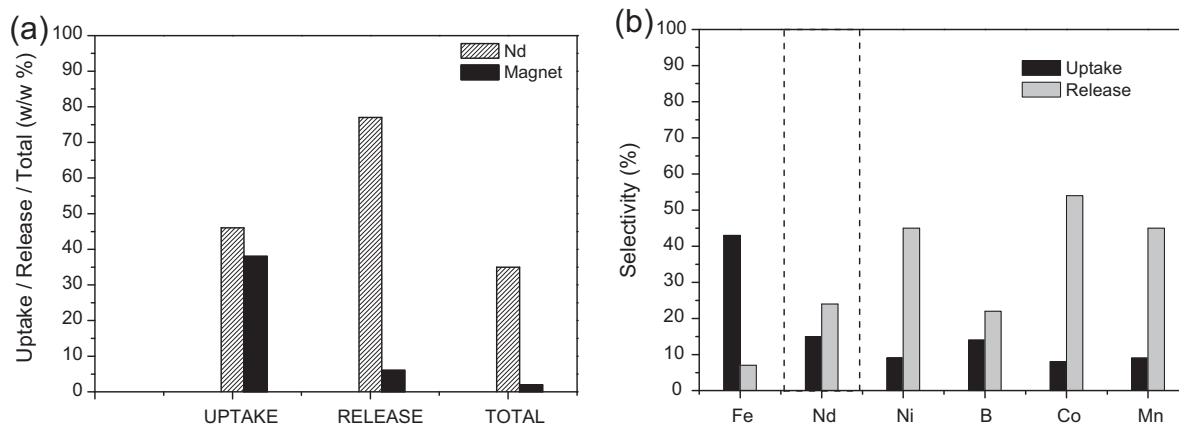 (a)
Uptake / Release / Total (w/w %)
100
90
80
70
60
50
40
30
20
10
0
Nd
Magnet
UPTAKE RELEASE TOTAL
(b)
Selectivity (%)
100
90
80
70
60
50
40
30
20
10
0
Uptake
Release
Fe Nd Ni B Co Mn